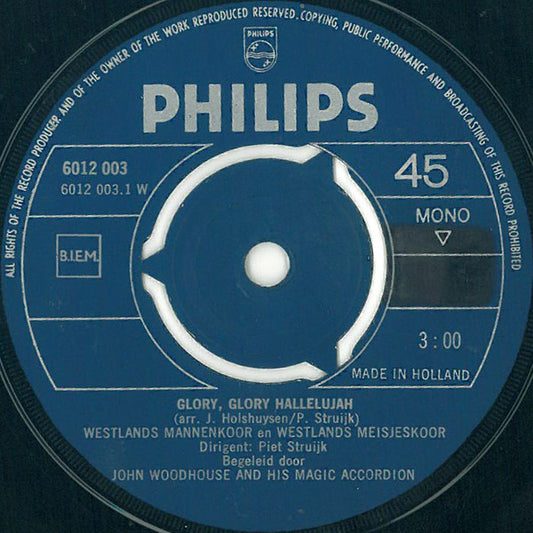 ALL RIGHTS OF THE RECORD PRODUCER AND OF THE OWNER OF THE WORK REPRODUCED RESERVED. COPYING, PUBLIC PERFORMANCE AND BROADCASTING OF THIS RECORD PROHIBITED
PHILIPS
PHILIPS
6012 003
6012 003.1 W
45
MONO
B.I.E.M.
3:00
MADE IN HOLLAND
GLORY, GLORY HALLELUJAH
(arr. J. Holshuysen/P. Struijk)
WESTLANDS MANNENKOOR en WESTLANDS MEISJESKOOR
Dirigent: Piet Struijk
Begeleid door
JOHN WOODHOUSE AND HIS MAGIC ACCORDION